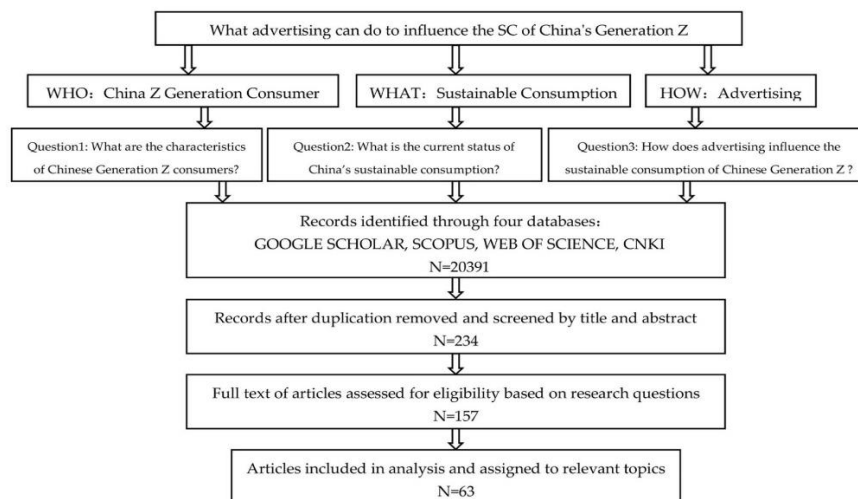 What advertising can do to influence the SC of China's Generation Z
WHO：China Z Generation Consumer
WHAT：Sustainable Consumption
HOW：Advertising
Question1: What are the characteristics
of Chinese Generation Z consumers?
Question2: What is the current status of
China's sustainable consumption?
Question3: How does advertising influence the
sustainable consumption of Chinese Generation Z ?
Records identified through four databases：
GOOGLE SCHOLAR, SCOPUS, WEB OF SCIENCE, CNKI
N=20391
Records after duplication removed and screened by title and abstract
N=234
Full text of articles assessed for eligibility based on research questions
N=157
Articles included in analysis and assigned to relevant topics
N=63